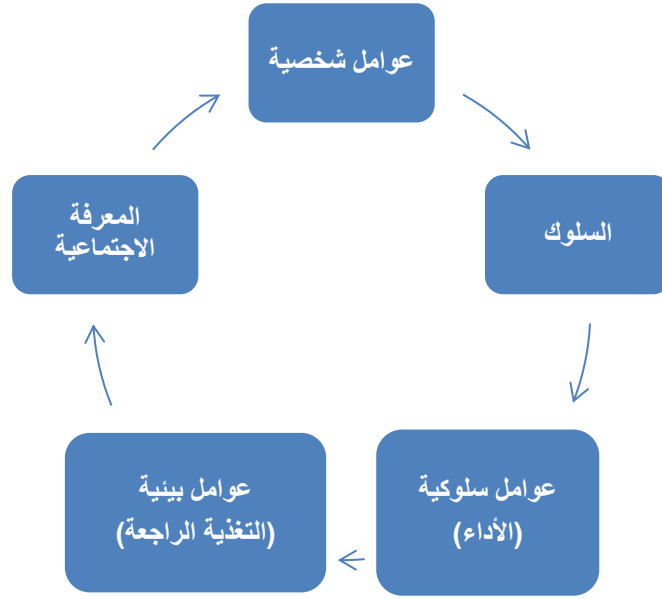 عوامل شخصية
السلوك
عوامل سلوكية
(الأداء)
عوامل بيئية
(التغذية الراجعة)
المعرفة
الاجتماعية